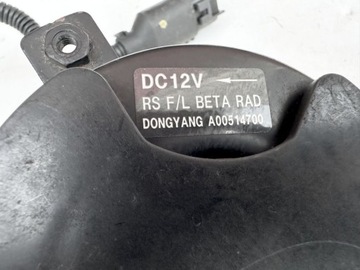 DC12V ←
RS F/L BETA RAD
DONGYANG A00514700